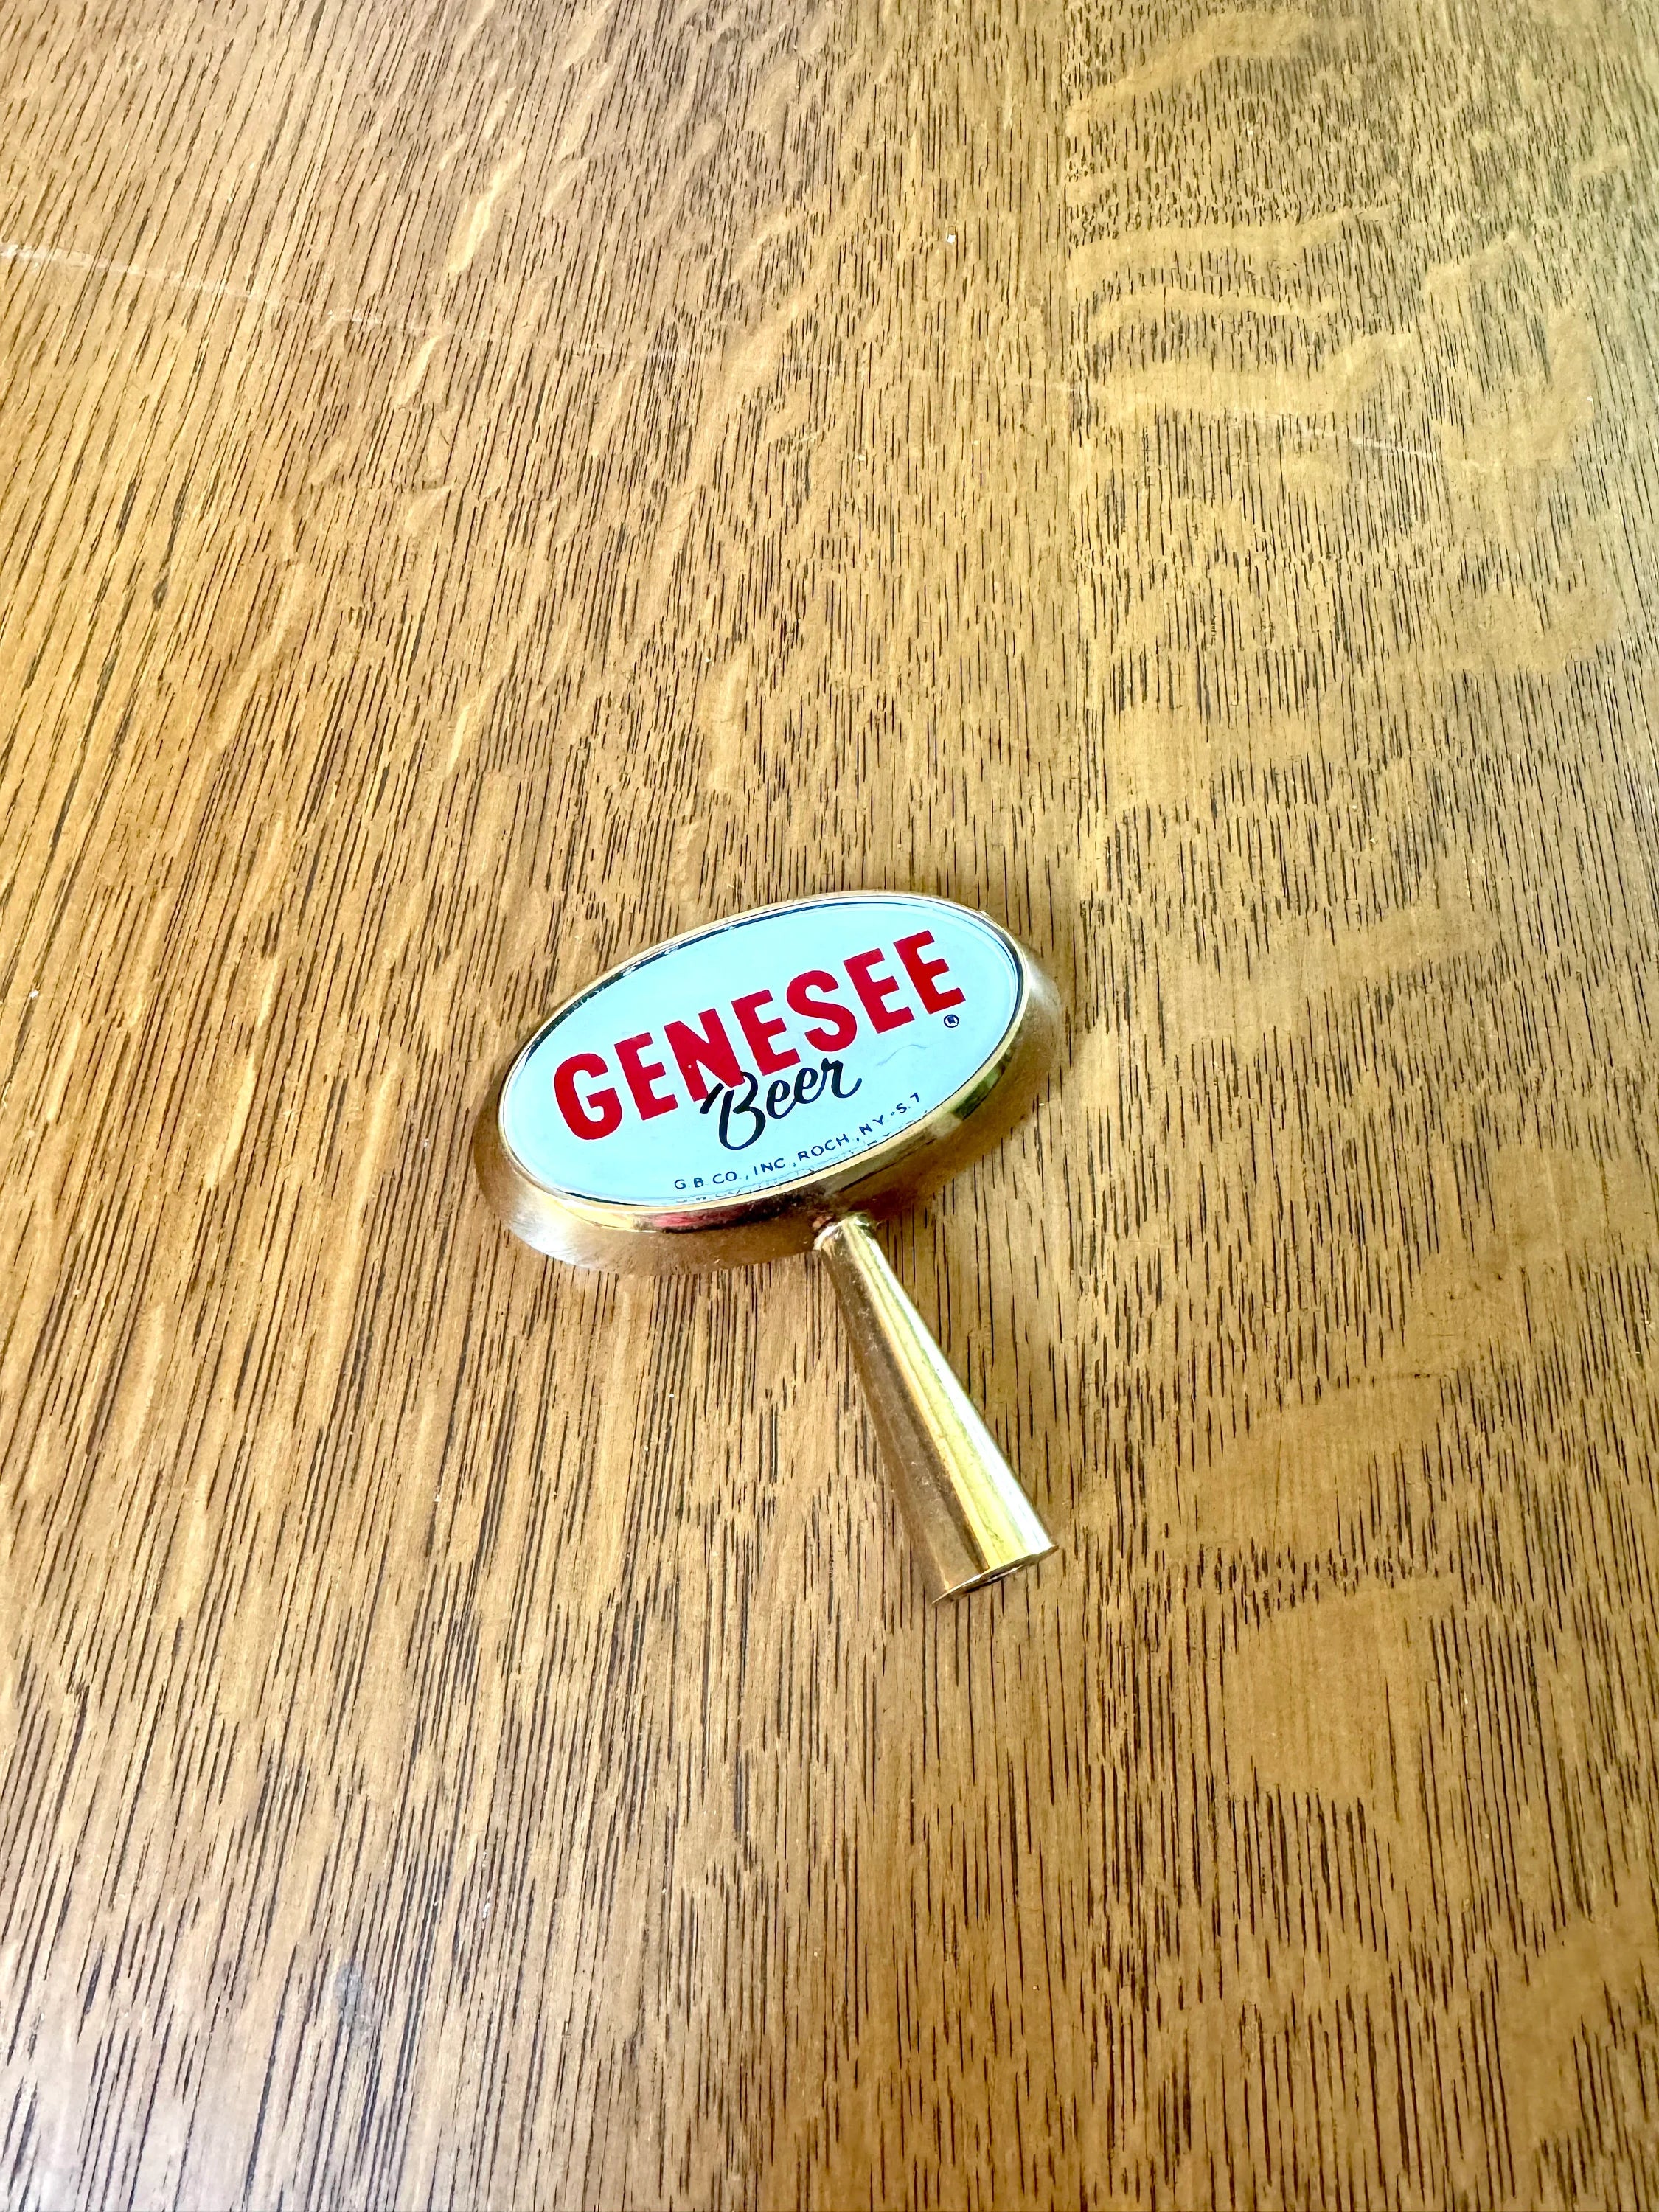 GENESEE
®
Beer
G.B.CO., INC., ROCH., N.Y.-S.7